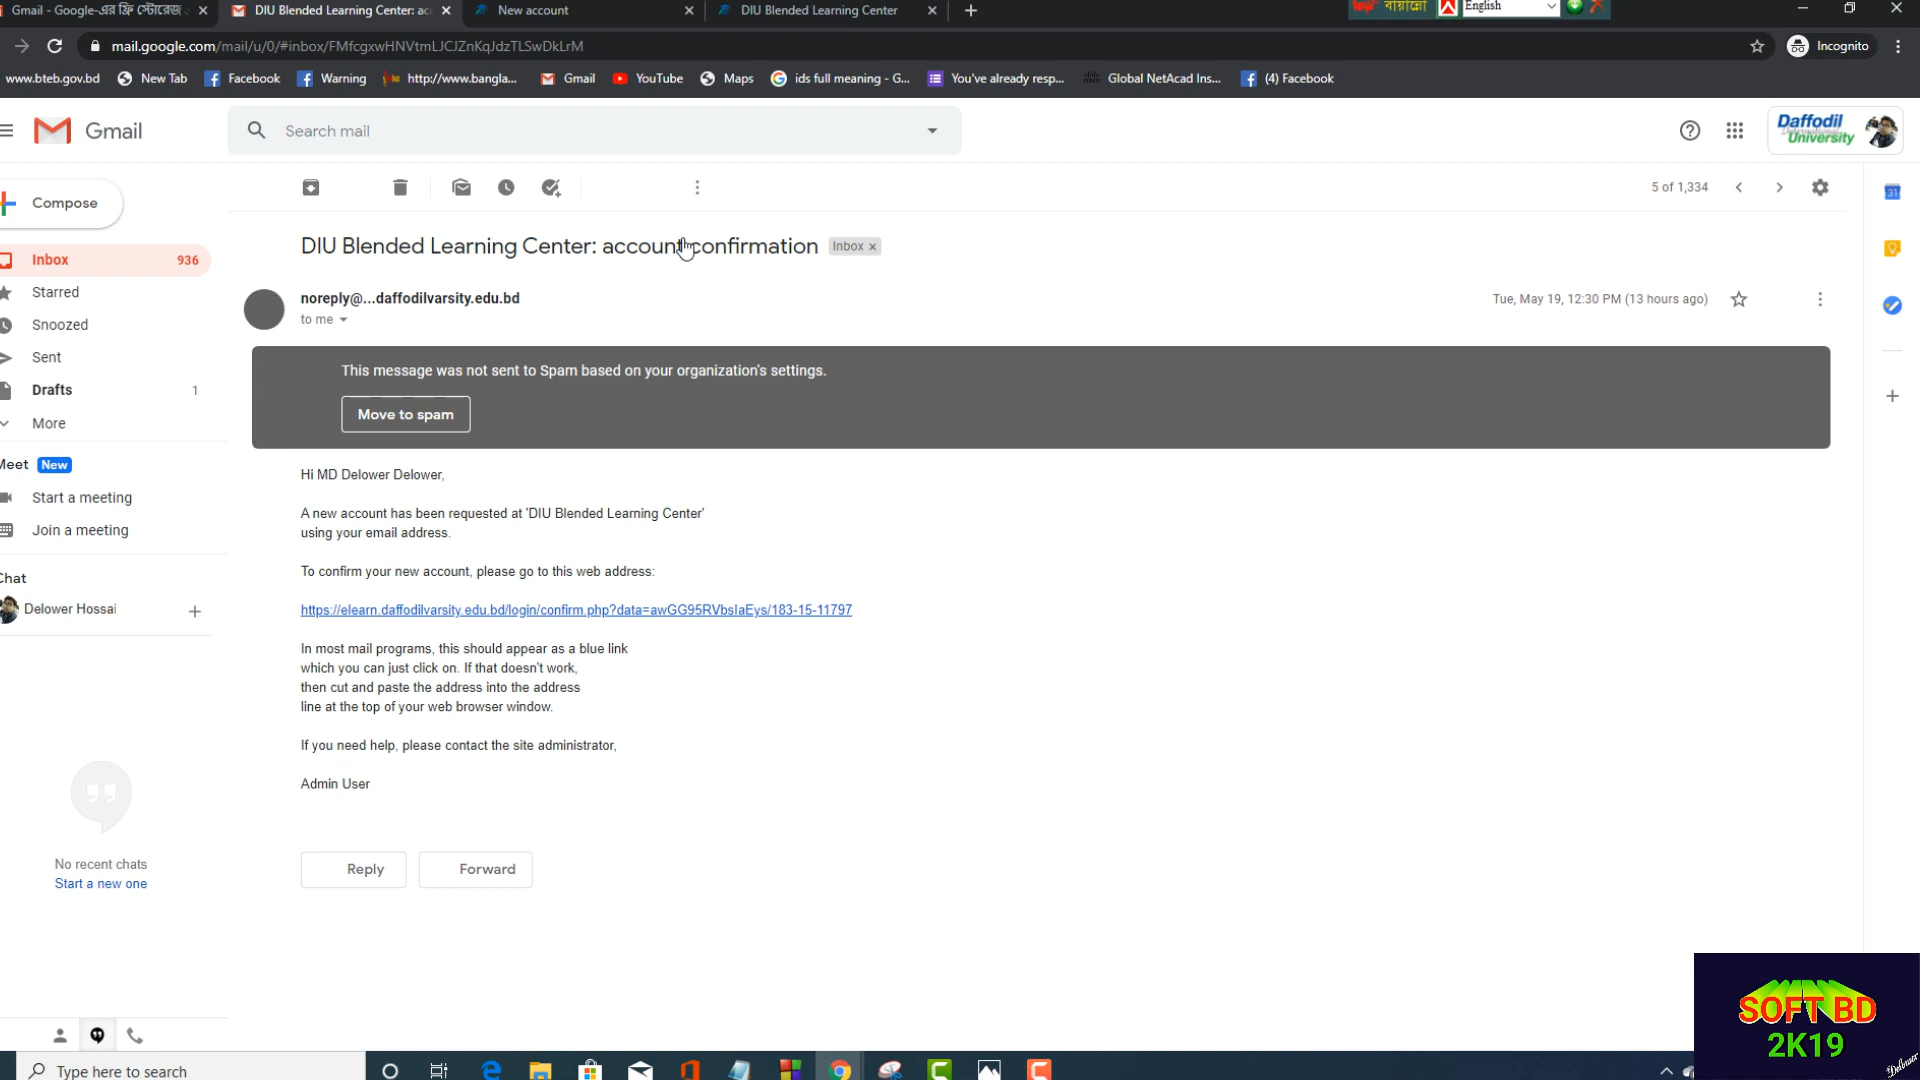 Gmail - Google-এর ফ্রি স্টোরেজ
DIU Blended Learning Center: acc
New account
DIU Blended Learning Center
বায়ান্নো
English
mail.google.com/mail/u/0/#inbox/FMfcgxwHNVtmLJCJZnKqJdzTLSwDkLrM
Incognito
www.bteb.gov.bd
New Tab
Facebook
Warning
http://www.bangla...
Gmail
YouTube
Maps
ids full meaning - G...
You've already resp...
Global NetAcad Ins...
(4) Facebook
Gmail
Search mail
Daffodil
International
University
Compose
5 of 1,334
31
Inbox 936
Starred
Snoozed
Sent
Drafts 1
More
Meet New
Start a meeting
Join a meeting
Chat
Delower Hossai
No recent chats
Start a new one
DIU Blended Learning Center: account confirmation
Inbox x
noreply@...daffodilvarsity.edu.bd
to me
Tue, May 19, 12:30 PM (13 hours ago)
This message was not sent to Spam based on your organization's settings.
Move to spam
Hi MD Delower Delower,
A new account has been requested at 'DIU Blended Learning Center'
using your email address.
To confirm your new account, please go to this web address:
https://elearn.daffodilvarsity.edu.bd/login/confirm.php?data=awGG95RVbsIaEys/183-15-11797
In most mail programs, this should appear as a blue link
which you can just click on. If that doesn't work,
then cut and paste the address into the address
line at the top of your web browser window.
If you need help, please contact the site administrator,
Admin User
Reply
Forward
SOFT BD
2K19
Delower
Type here to search